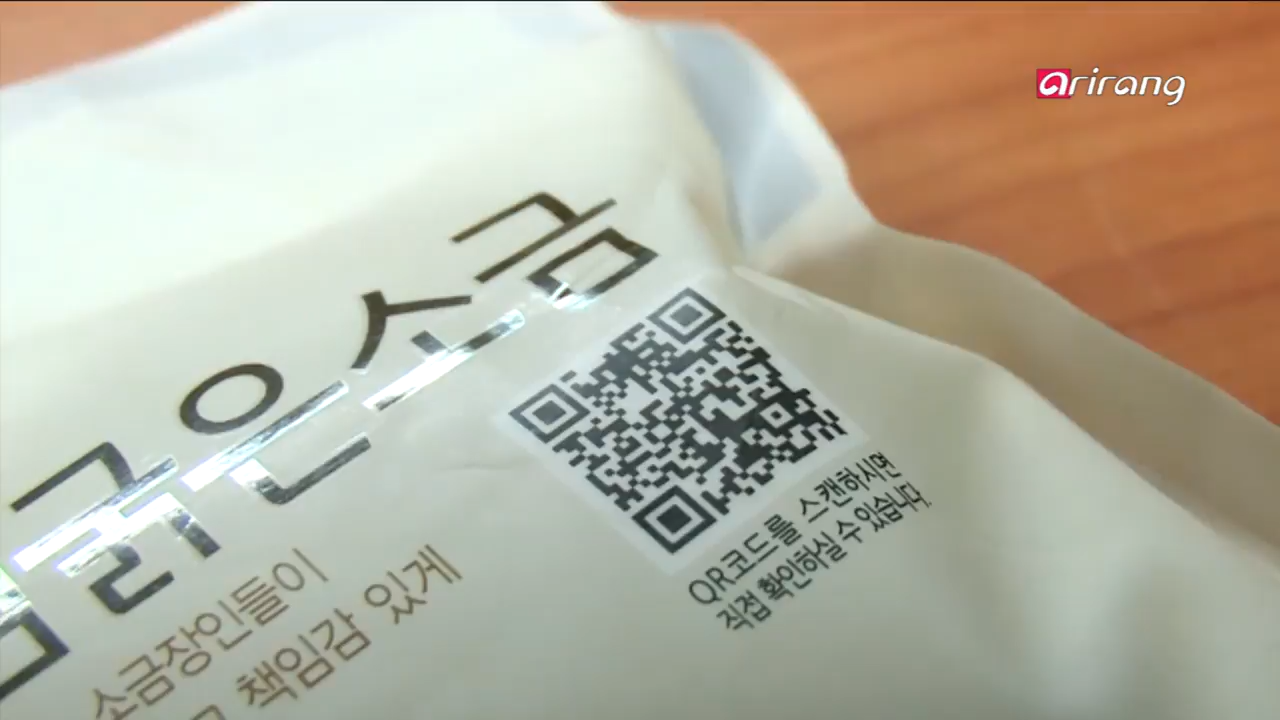 arirang
굵은소금
QR코드를 스캔하시면
직접 확인하실 수 있습니다.
소금장인들이
책임감 있게